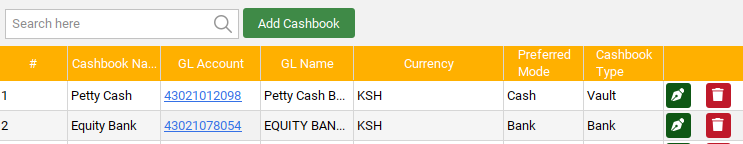 Search here Add Cashbook
# Cashbook Na... GL Account GL Name Currency Preferred Mode Cashbook Type
1 Petty Cash 43021012098 Petty Cash B... KSH Cash Vault
2 Equity Bank 43021078054 EQUITY BAN... KSH Bank Bank